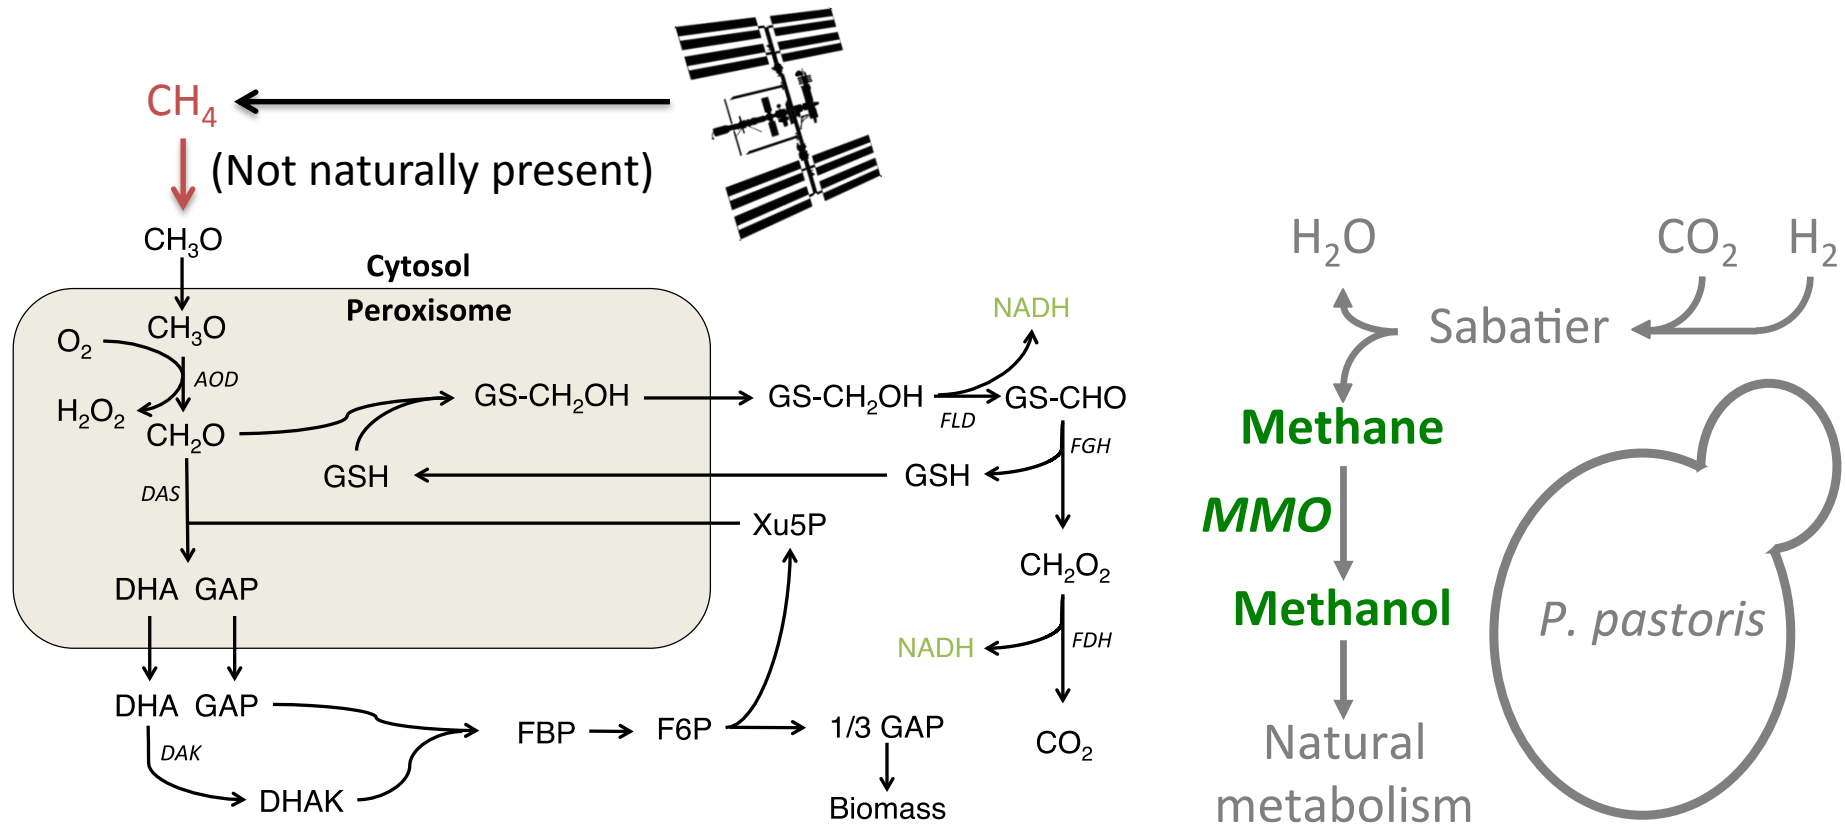 CH₄
(Not naturally present)
CH₃O
Cytosol
Peroxisome
CH₃O
O₂
AOD
H₂O₂
CH₂O
GS-CH₂OH
GS-CH₂OH
NADH
GS-CHO
FLD
FGH
GSH
GSH
DAS
Xu5P
CH₂O₂
DHA GAP
NADH
FDH
DHA GAP
DAK
FBP
F6P
1/3 GAP
CO₂
DHAK
Biomass
H₂O
CO₂
H₂
Sabatier
Methane
MMO
Methanol
P. pastoris
Natural
metabolism